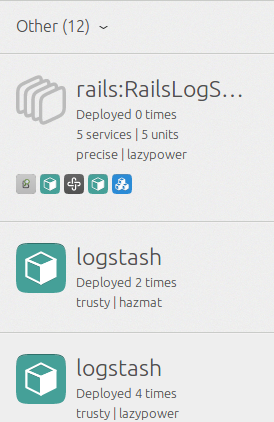 Other (12)
rails:RailsLogS...
Deployed 0 times
5 services | 5 units
precise | lazypower
logstash
Deployed 2 times
trusty | hazmat
logstash
Deployed 4 times
trusty | lazypower